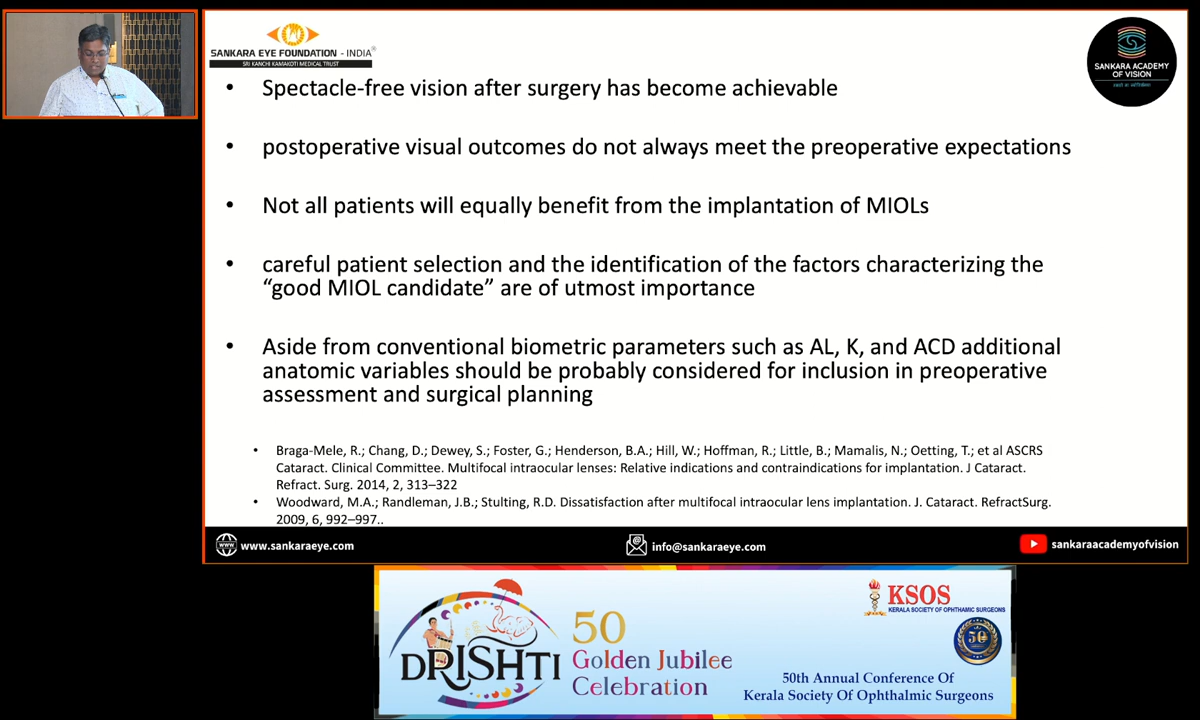 SANKARA EYE FOUNDATION - INDIA®
SRI KANCHI KAMAKOTI MEDICAL TRUST
SANKARA ACADEMY
OF VISION
• Spectacle-free vision after surgery has become achievable
• postoperative visual outcomes do not always meet the preoperative expectations
• Not all patients will equally benefit from the implantation of MIOLs
• careful patient selection and the identification of the factors characterizing the
“good MIOL candidate” are of utmost importance
• Aside from conventional biometric parameters such as AL, K, and ACD additional
anatomic variables should be probably considered for inclusion in preoperative
assessment and surgical planning
• Braga-Mele, R.; Chang, D.; Dewey, S.; Foster, G.; Henderson, B.A.; Hill, W.; Hoffman, R.; Little, B.; Mamalis, N.; Oetting, T.; et al ASCRS
Cataract. Clinical Committee. Multifocal intraocular lenses: Relative indications and contraindications for implantation. J Cataract.
Refract. Surg. 2014, 2, 313–322
• Woodward, M.A.; Randleman, J.B.; Stulting, R.D. Dissatisfaction after multifocal intraocular lens implantation. J. Cataract. RefractSurg.
2009, 6, 992–997..
www.sankaraeye.com
info@sankaraeye.com
sankaraacademyofvision
DRISHTI
50
Golden Jubilee
Celebration
KSOS
KERALA SOCIETY OF OPHTHAMIC SURGEONS
50
50th Annual Conference Of
Kerala Society Of Ophthalmic Surgeons